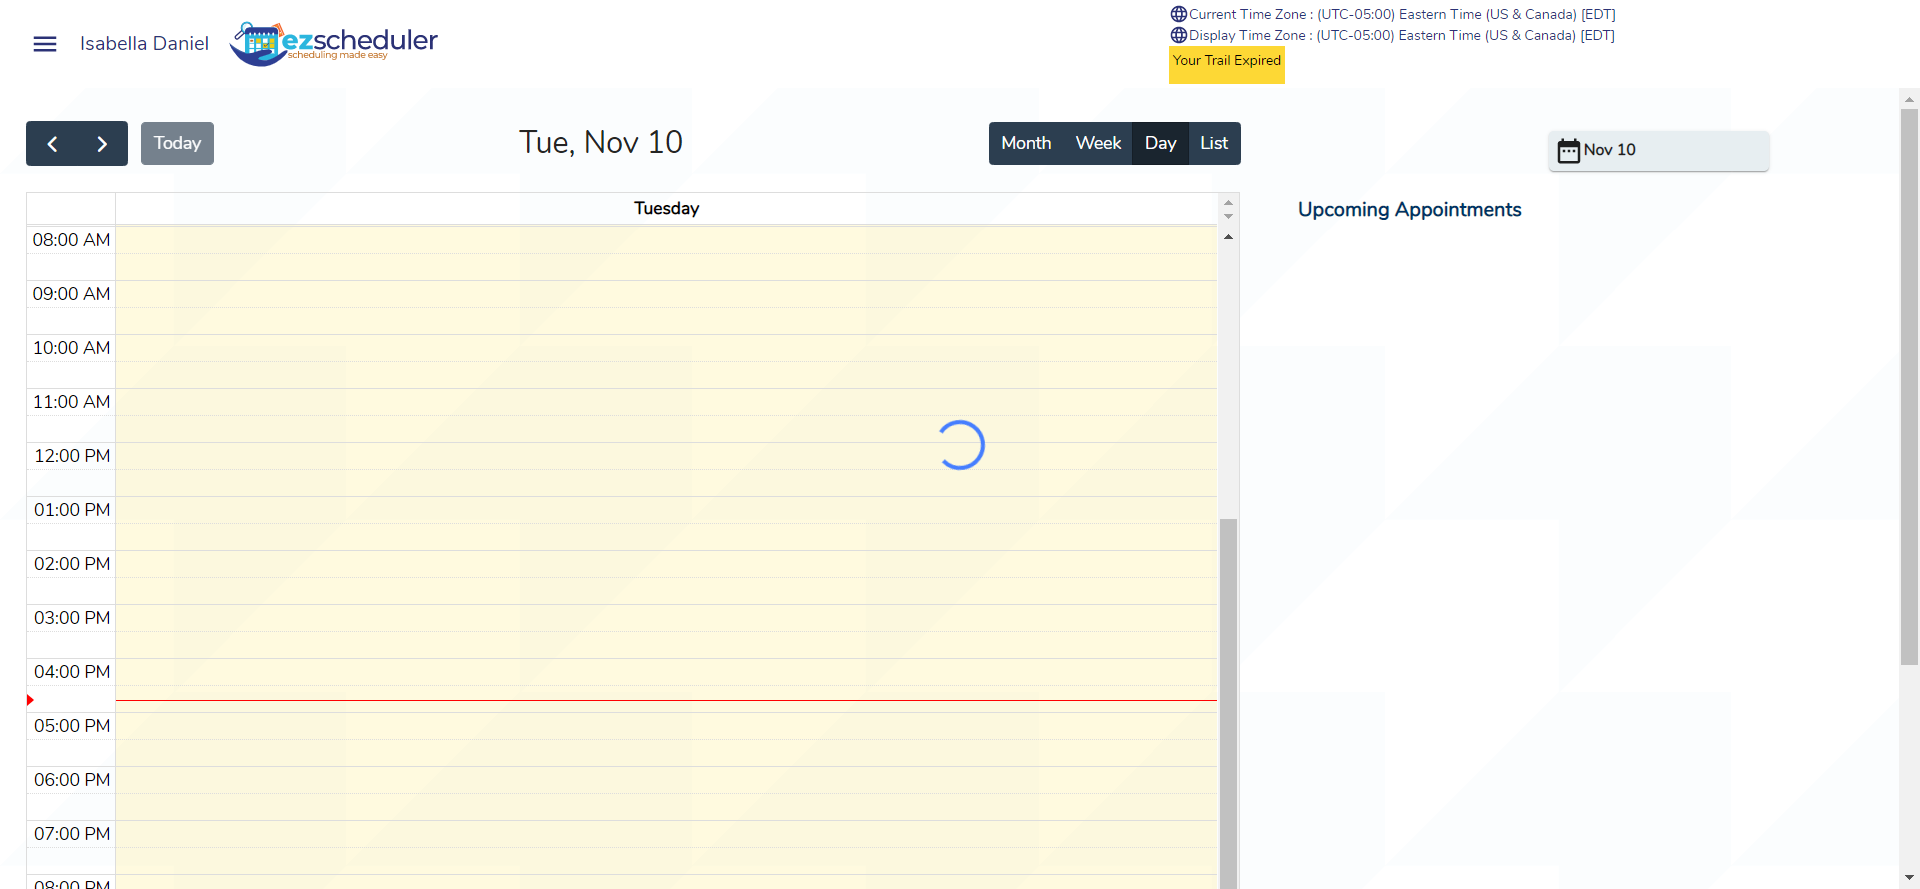 Isabella Daniel
ezscheduler
scheduling made easy
Current Time Zone : (UTC-05:00) Eastern Time (US & Canada) [EDT]
Display Time Zone : (UTC-05:00) Eastern Time (US & Canada) [EDT]
Your Trail Expired
Today
Tue, Nov 10
Month Week Day List
Nov 10
Tuesday
Upcoming Appointments
08:00 AM
09:00 AM
10:00 AM
11:00 AM
12:00 PM
01:00 PM
02:00 PM
03:00 PM
04:00 PM
05:00 PM
06:00 PM
07:00 PM
08:00 PM